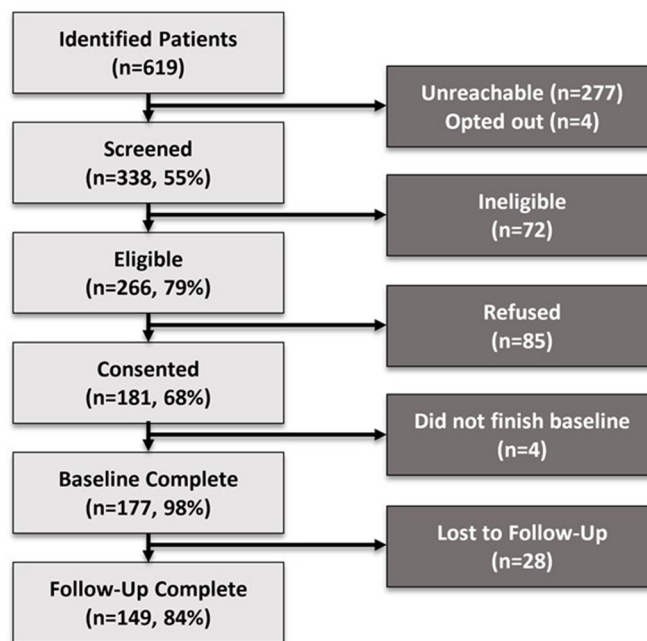 Identified Patients
(n=619)
Unreachable (n=277)
Opted out (n=4)
Screened
(n=338, 55%)
Ineligible
(n=72)
Eligible
(n=266, 79%)
Refused
(n=85)
Consented
(n=181, 68%)
Did not finish baseline
(n=4)
Baseline Complete
(n=177, 98%)
Lost to Follow-Up
(n=28)
Follow-Up Complete
(n=149, 84%)